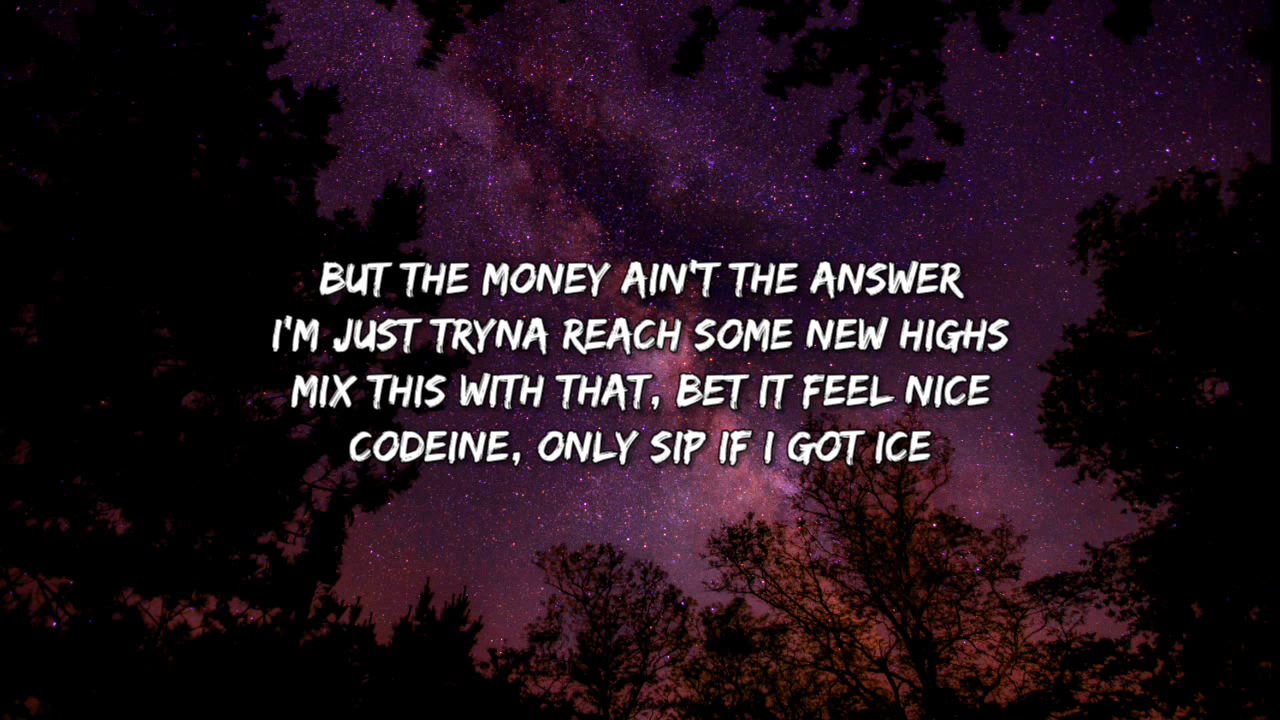 BUT THE MONEY AIN'T THE ANSWER
I'M JUST TRYNA REACH SOME NEW HIGHS
MIX THIS WITH THAT, BET IT FEEL NICE
CODEINE, ONLY SIP IF I GOT ICE